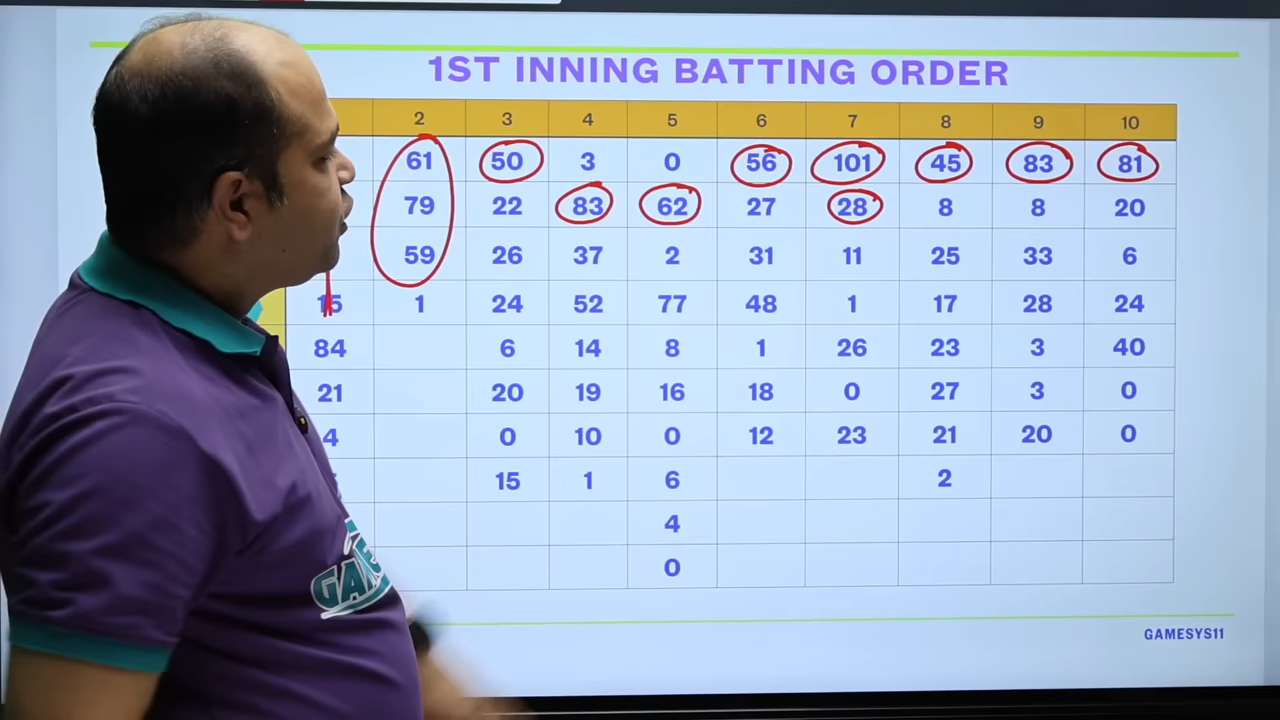 1ST INNING BATTING ORDER
2 3 4 5 6 7 8 9 10
61 50 3 0 56 101 45 83 81
79 22 83 62 27 28 8 8 20
59 26 37 2 31 11 25 33 6
15 1 24 52 77 48 1 17 28 24
84 6 14 8 1 26 23 3 40
21 20 19 16 18 0 27 3 0
4 0 10 0 12 23 21 20 0
15 1 6 2
4
0
GAMESYS11